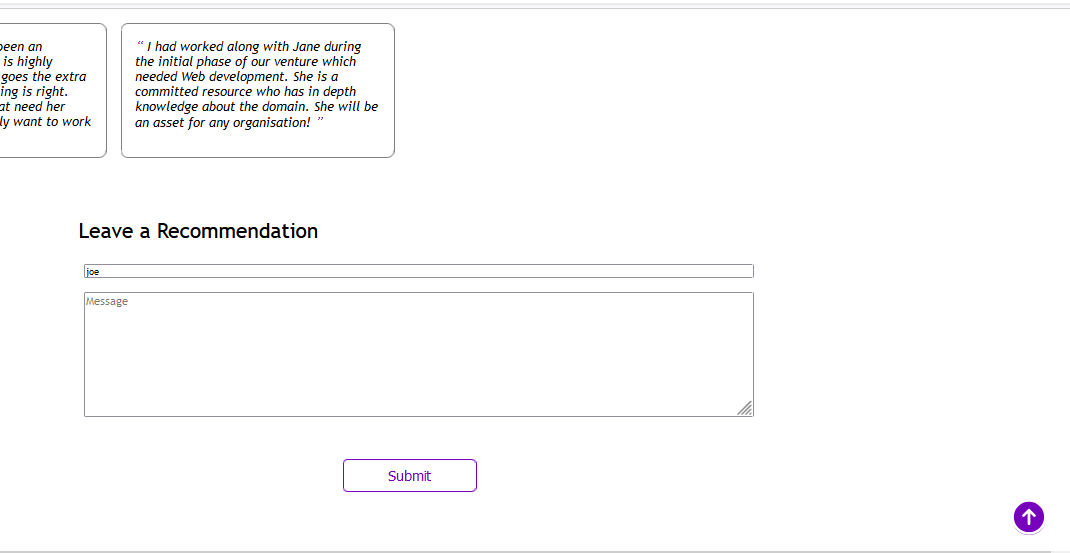 been an
is highly
goes the extra
ing is right.
at need her
ly want to work
“ I had worked along with Jane during
the initial phase of our venture which
needed Web development. She is a
committed resource who has in depth
knowledge about the domain. She will be
an asset for any organisation! ”
Leave a Recommendation
joe
Message
Submit